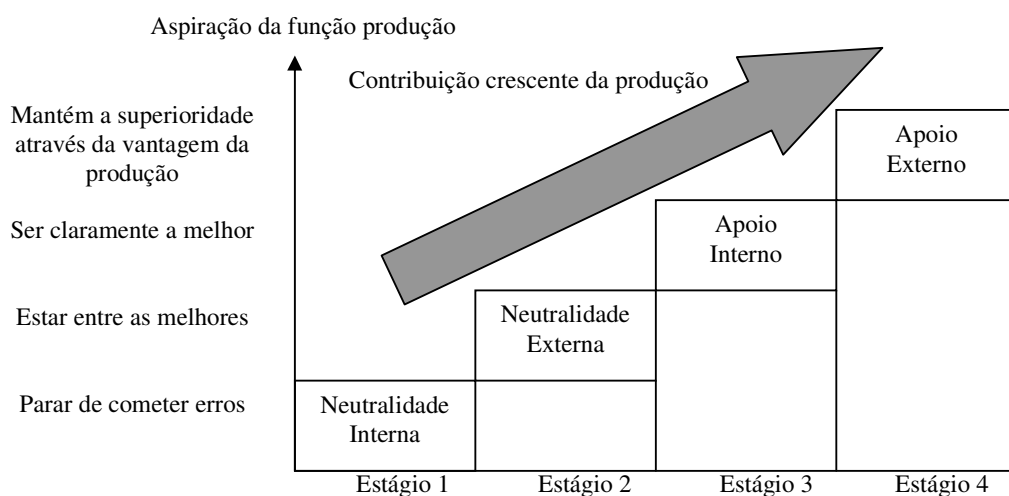 Aspiração da função produção
Contribuição crescente da produção
Mantém a superioridade
através da vantagem da
produção
Apoio
Externo
Ser claramente a melhor
Apoio
Interno
Estar entre as melhores
Neutralidade
Externa
Parar de cometer erros
Neutralidade
Interna
Estágio 1
Estágio 2
Estágio 3
Estágio 4